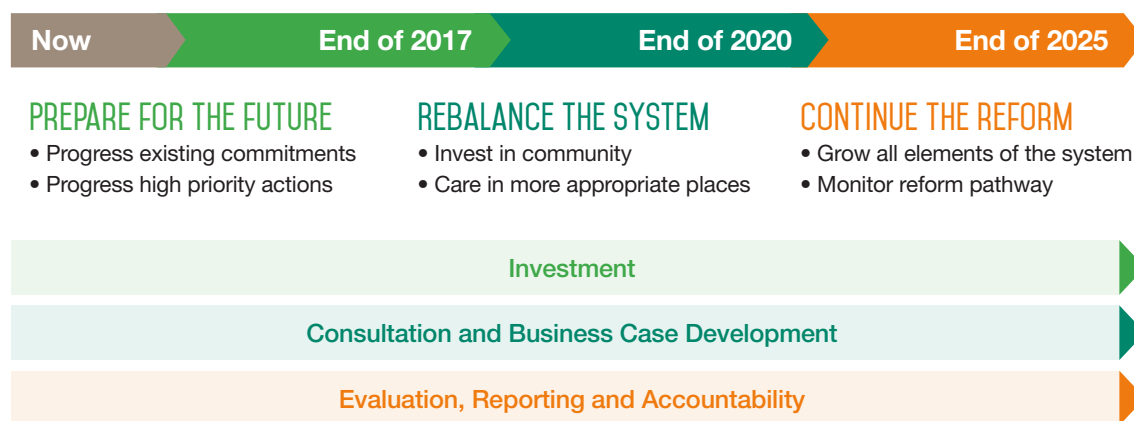 Now End of 2017 End of 2020 End of 2025
PREPARE FOR THE FUTURE
• Progress existing commitments
• Progress high priority actions
REBALANCE THE SYSTEM
• Invest in community
• Care in more appropriate places
CONTINUE THE REFORM
• Grow all elements of the system
• Monitor reform pathway
Investment
Consultation and Business Case Development
Evaluation, Reporting and Accountability